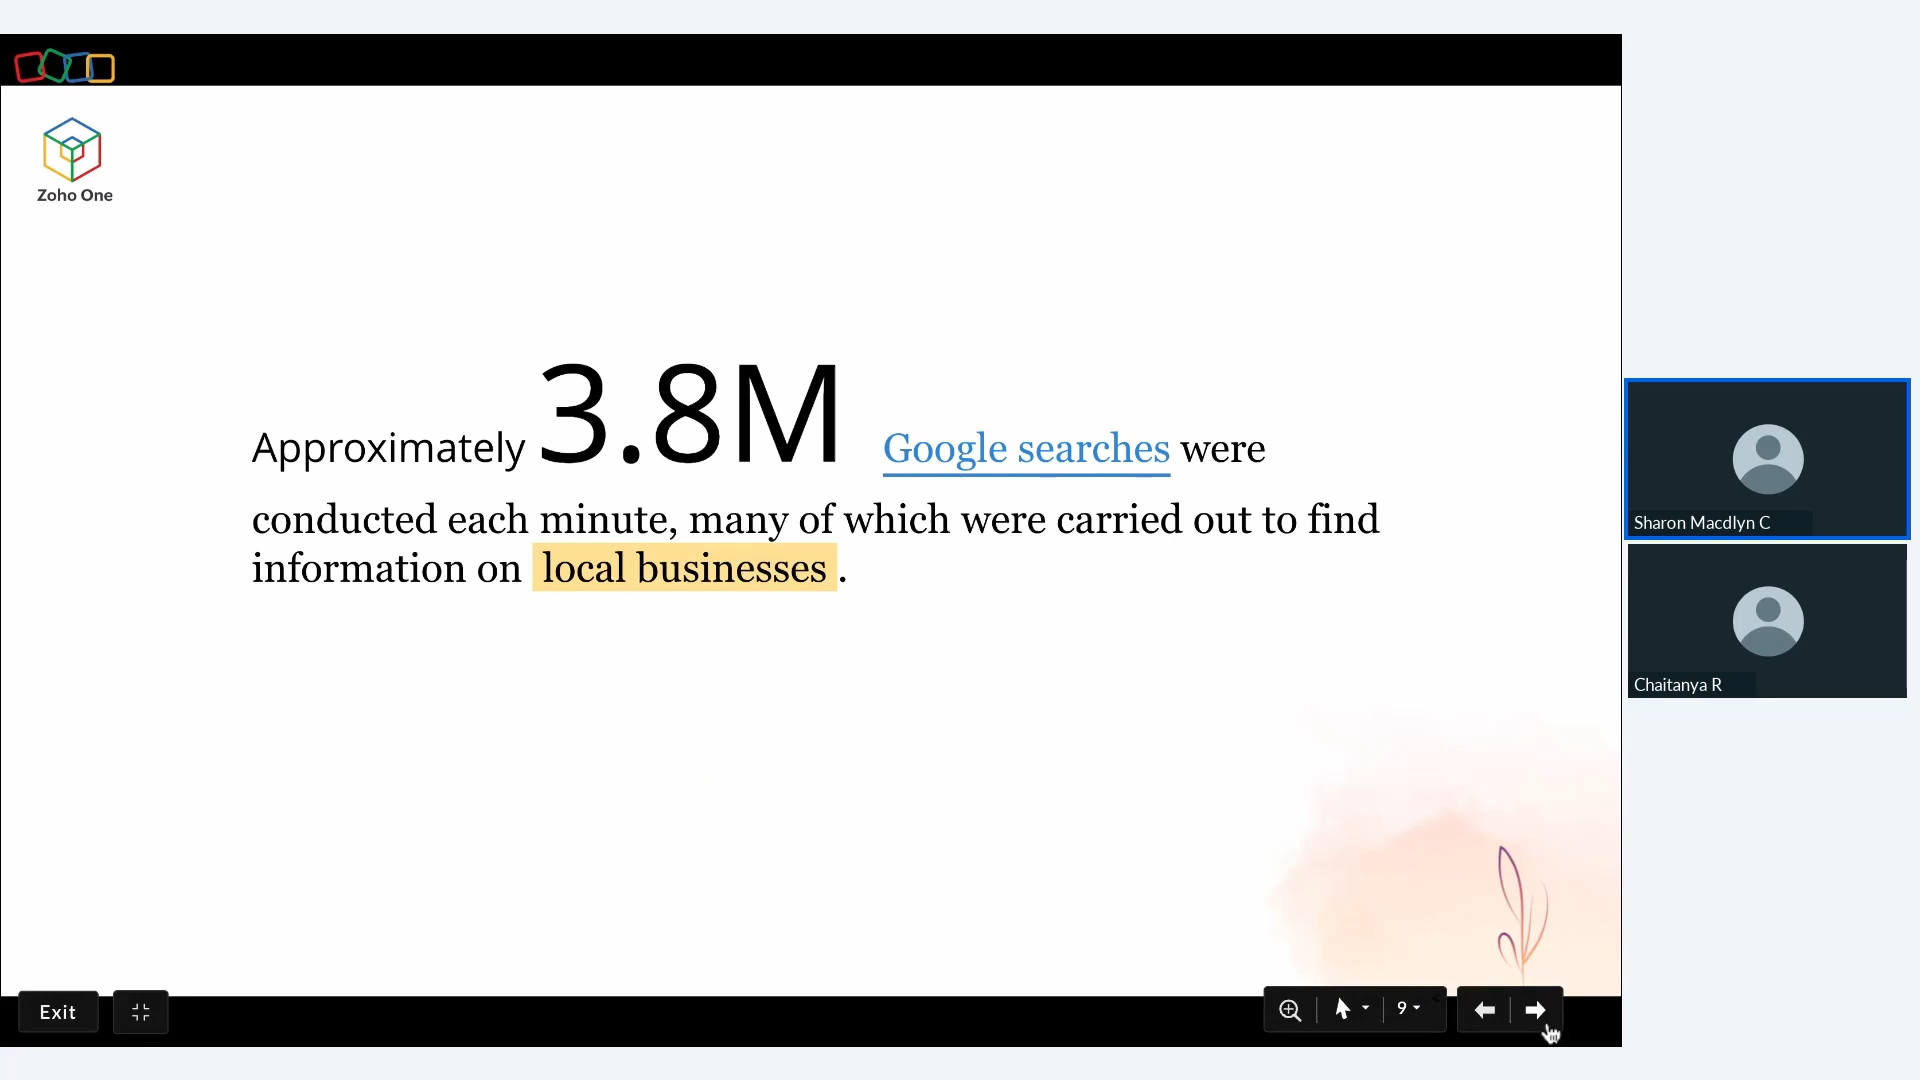 Zoho One
Approximately 3.8M Google searches were
conducted each minute, many of which were carried out to find
information on local businesses .
Sharon Macdlyn C
Chaitanya R
Exit
9